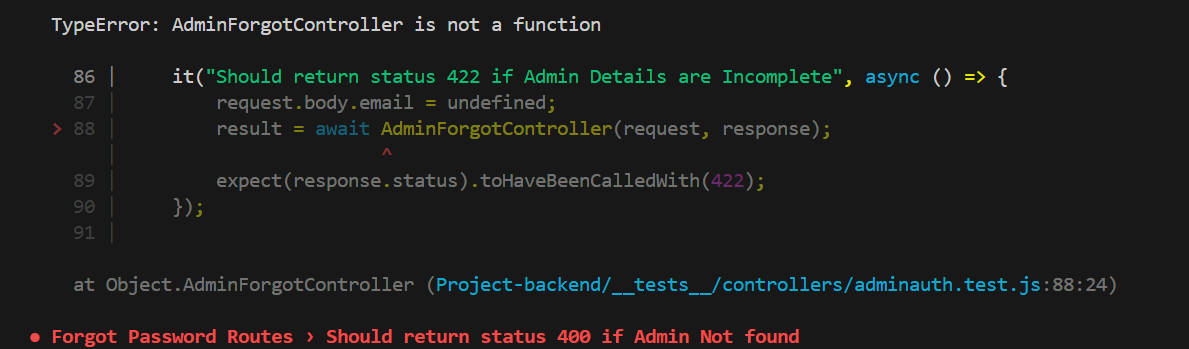 TypeError: AdminForgotController is not a function
86 |     it("Should return status 422 if Admin Details are Incomplete", async () => {
87 |         request.body.email = undefined;
> 88 |         result = await AdminForgotController(request, response);
|                        ^
89 |         expect(response.status).toHaveBeenCalledWith(422);
90 |     });
91 |
at Object.AdminForgotController (Project-backend/__tests__/controllers/adminauth.test.js:88:24)
● Forgot Password Routes › Should return status 400 if Admin Not found